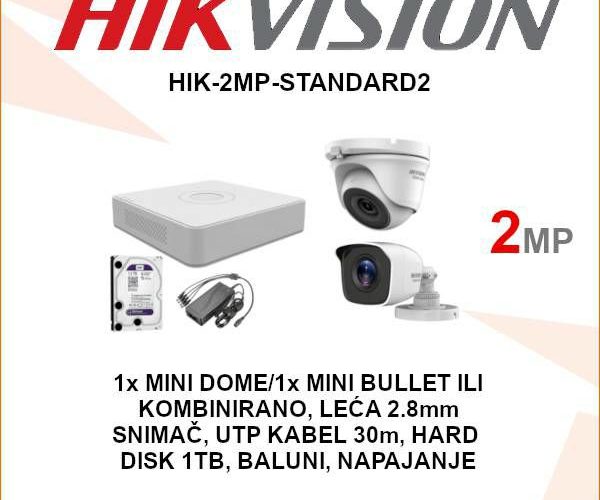 HIKVISION
HIK-2MP-STANDARD2
2MP
1x MINI DOME/1x MINI BULLET ILI
KOMBINIRANO, LEĆA 2.8mm
SNIMAČ, UTP KABEL 30m, HARD
DISK 1TB, BALUNI, NAPAJANJE